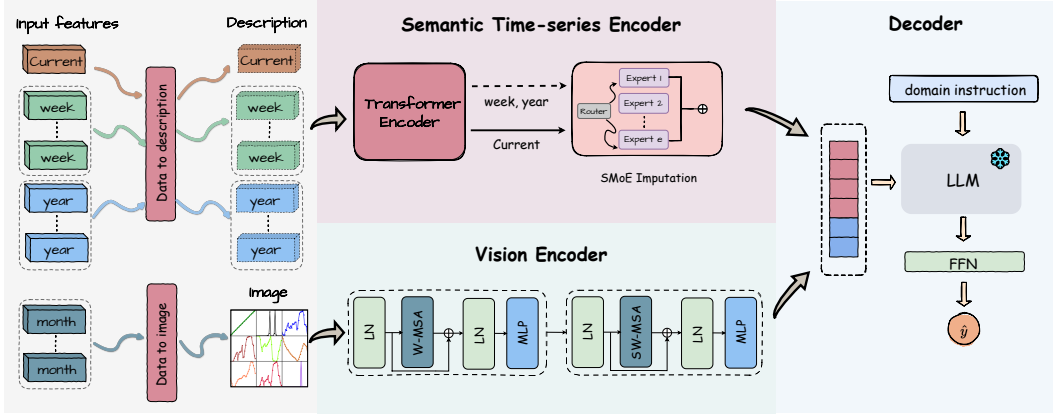 Input features
Description
Semantic Time-series Encoder
Decoder
Current
week
week
year
year
Data to description
Current
week
week
year
year
Transformer
Encoder
week, year
Current
Router
Expert 1
Expert 2
Expert e
SMoE Imputation
domain instruction
LLM
FFN
ŷ
month
month
Data to image
Image
Vision Encoder
LN
W-MSA
LN
MLP
LN
SW-MSA
LN
MLP